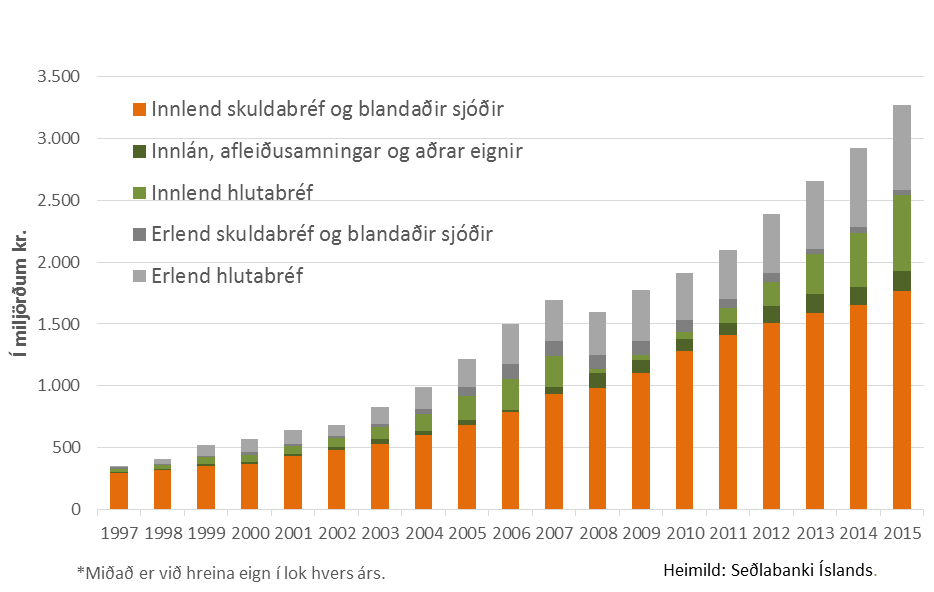 3.500
3.000
2.500
2.000
1.500
1.000
500
0
Í miljörðum kr.
Innlend skuldabréf og blandaðir sjóðir
Innlán, afleiðusamningar og aðrar eignir
Innlend hlutabréf
Erlend skuldabréf og blandaðir sjóðir
Erlend hlutabréf
1997 1998 1999 2000 2001 2002 2003 2004 2005 2006 2007 2008 2009 2010 2011 2012 2013 2014 2015
*Miðað er við hreina eign í lok hvers árs.
Heimild: Seðlabanki Íslands.